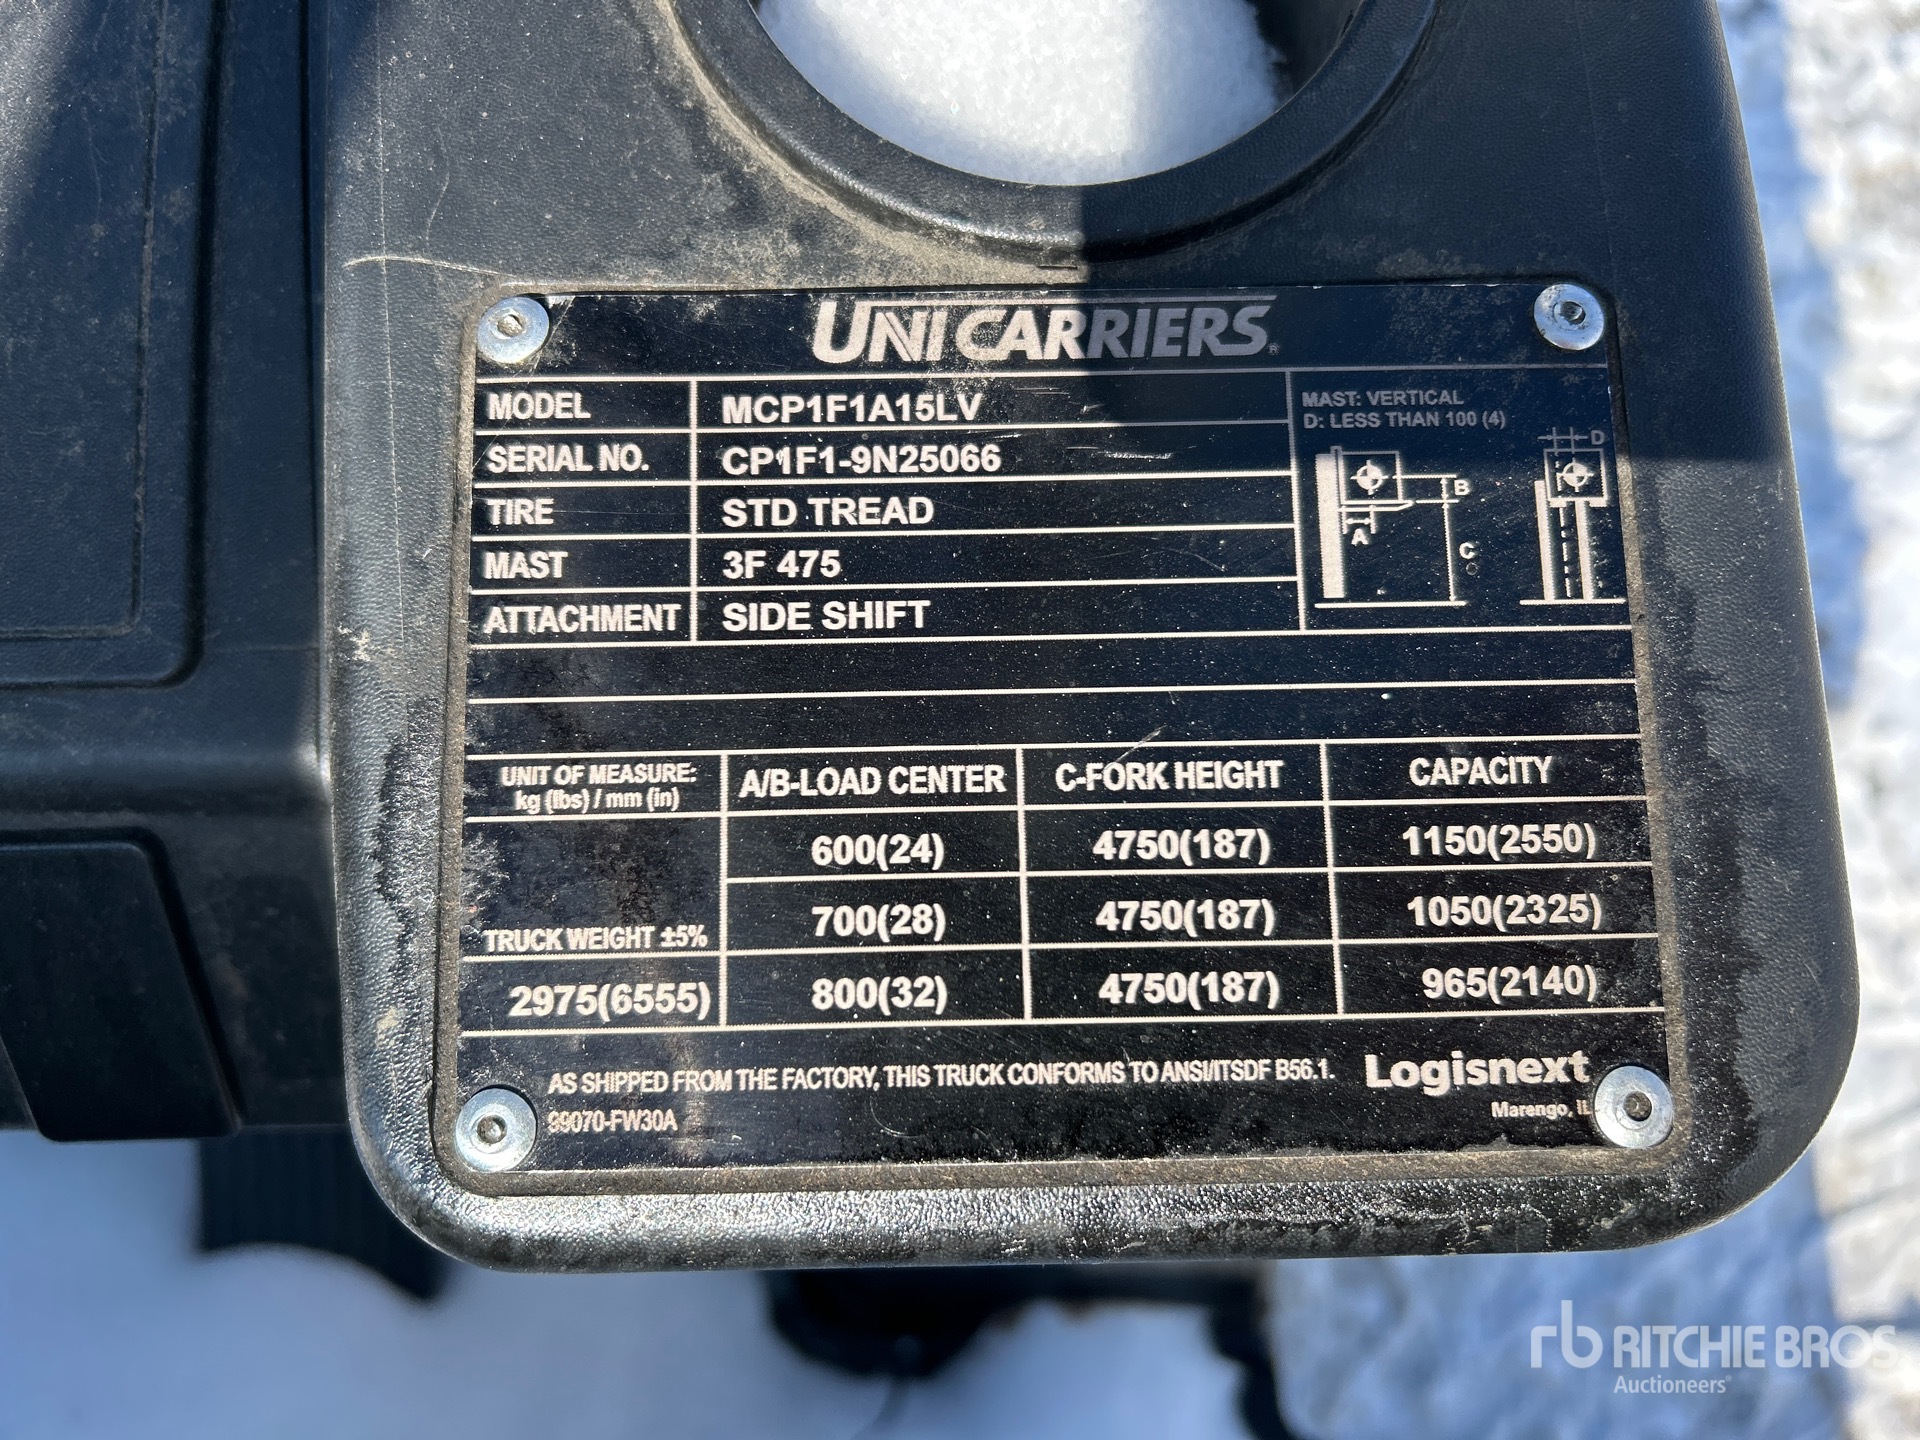 UNICARRIERS®
MODEL MCP1F1A15LV
SERIAL NO. CP1F1-9N25066
TIRE STD TREAD
MAST 3F 475
ATTACHMENT SIDE SHIFT
MAST: VERTICAL
D: LESS THAN 100 (4)
D
B
A
C
UNIT OF MEASURE:
kg (lbs) / mm (in)
A/B-LOAD CENTER C-FORK HEIGHT CAPACITY
600(24) 4750(187) 1150(2550)
700(28) 4750(187) 1050(2325)
TRUCK WEIGHT ±5%
2975(6555) 800(32) 4750(187) 965(2140)
AS SHIPPED FROM THE FACTORY, THIS TRUCK CONFORMS TO ANSI/ITSDF B56.1.
99070-FW30A
Logisnext
Marengo, IL
rb RITCHIE BROS.
Auctioneers